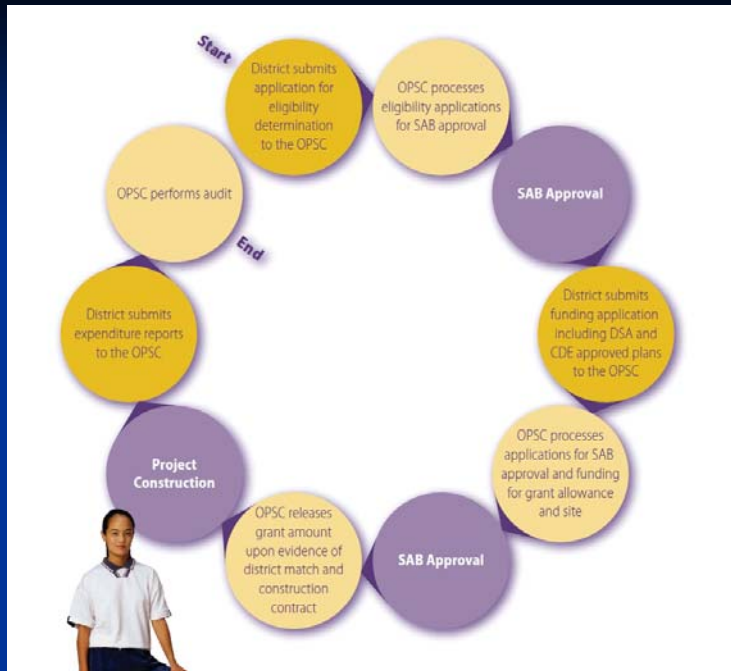 Start
District submits
application for
eligibility
determination
to the OPSC
OPSC processes
eligibility applications
for SAB approval
SAB Approval
District submits
funding application
including DSA and
CDE approved plans
to the OPSC
OPSC processes
applications for SAB
approval and funding
for grant allowance
and site
SAB Approval
OPSC releases
grant amount
upon evidence of
district match and
construction
contract
Project
Construction
District submits
expenditure reports
to the OPSC
OPSC performs audit
End